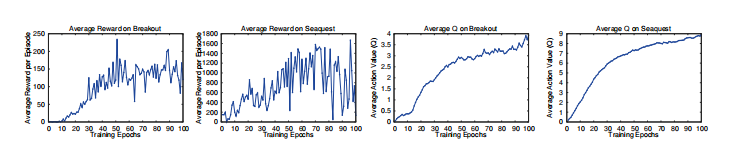 Average Reward on Breakout
Average Reward per Episode
250
200
150
100
50
0
0 10 20 30 40 50 60 70 80 90 100
Training Epochs
Average Reward on Seaquest
Average Reward per Episode
1800
1600
1400
1200
1000
800
600
400
200
0
0 10 20 30 40 50 60 70 80 90 100
Training Epochs
Average Q on Breakout
Average Action Value (Q)
4
3.5
3
2.5
2
1.5
1
0.5
0
0 10 20 30 40 50 60 70 80 90 100
Training Epochs
Average Q on Seaquest
Average Action Value (Q)
9
8
7
6
5
4
3
2
1
0
0 10 20 30 40 50 60 70 80 90 100
Training Epochs